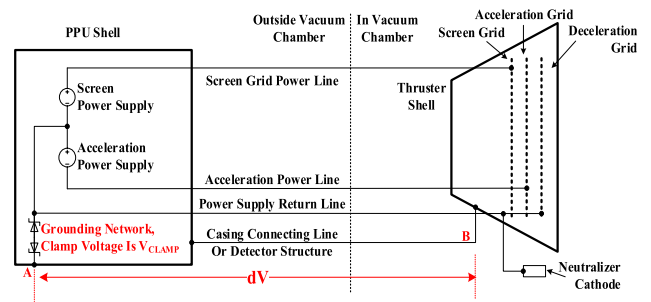 Outside Vacuum
Chamber
In Vacuum
Chamber
Acceleration Grid
Screen Grid
Deceleration
Grid
PPU Shell
Screen
Power Supply
Screen Grid Power Line
Thruster
Shell
Acceleration
Power Supply
Acceleration Power Line
Power Supply Return Line
Grounding Network,
Clamp Voltage Is VCLAMP
Casing Connecting Line
Or Detector Structure
B
A
dV
Neutralizer
Cathode